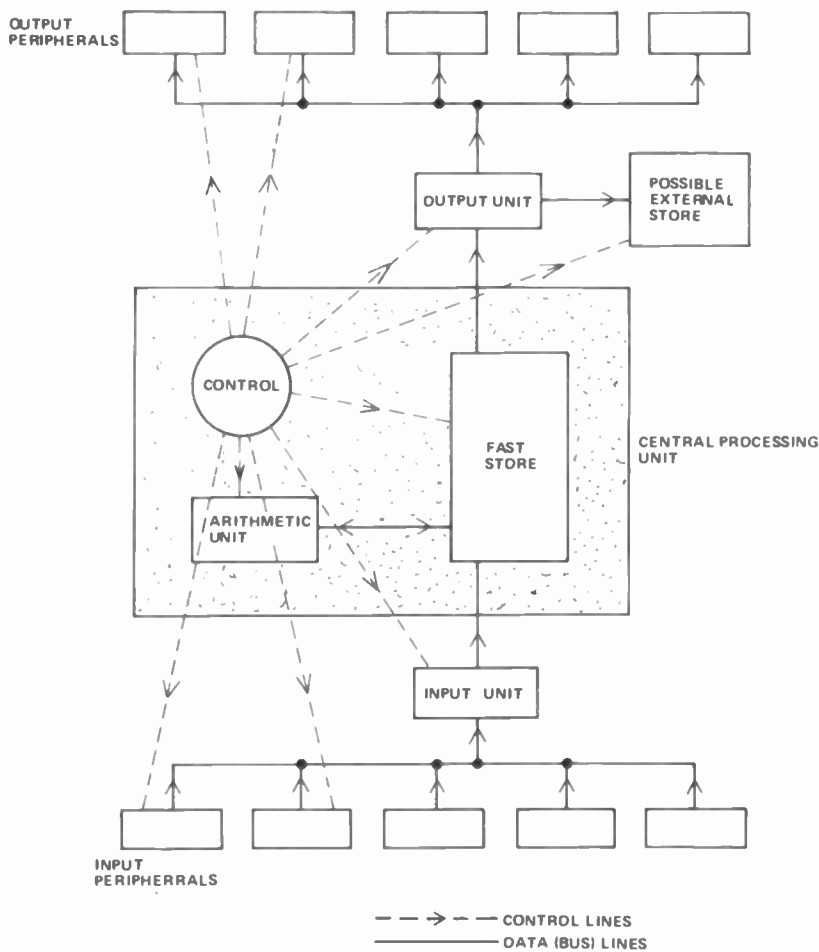 OUTPUT
PERIPHERALS
OUTPUT UNIT
POSSIBLE
EXTERNAL
STORE
CONTROL
FAST
STORE
CENTRAL PROCESSING
UNIT
ARITHMETIC
UNIT
INPUT UNIT
INPUT
PERIPHERRALS
CONTROL LINES
DATA (BUS) LINES